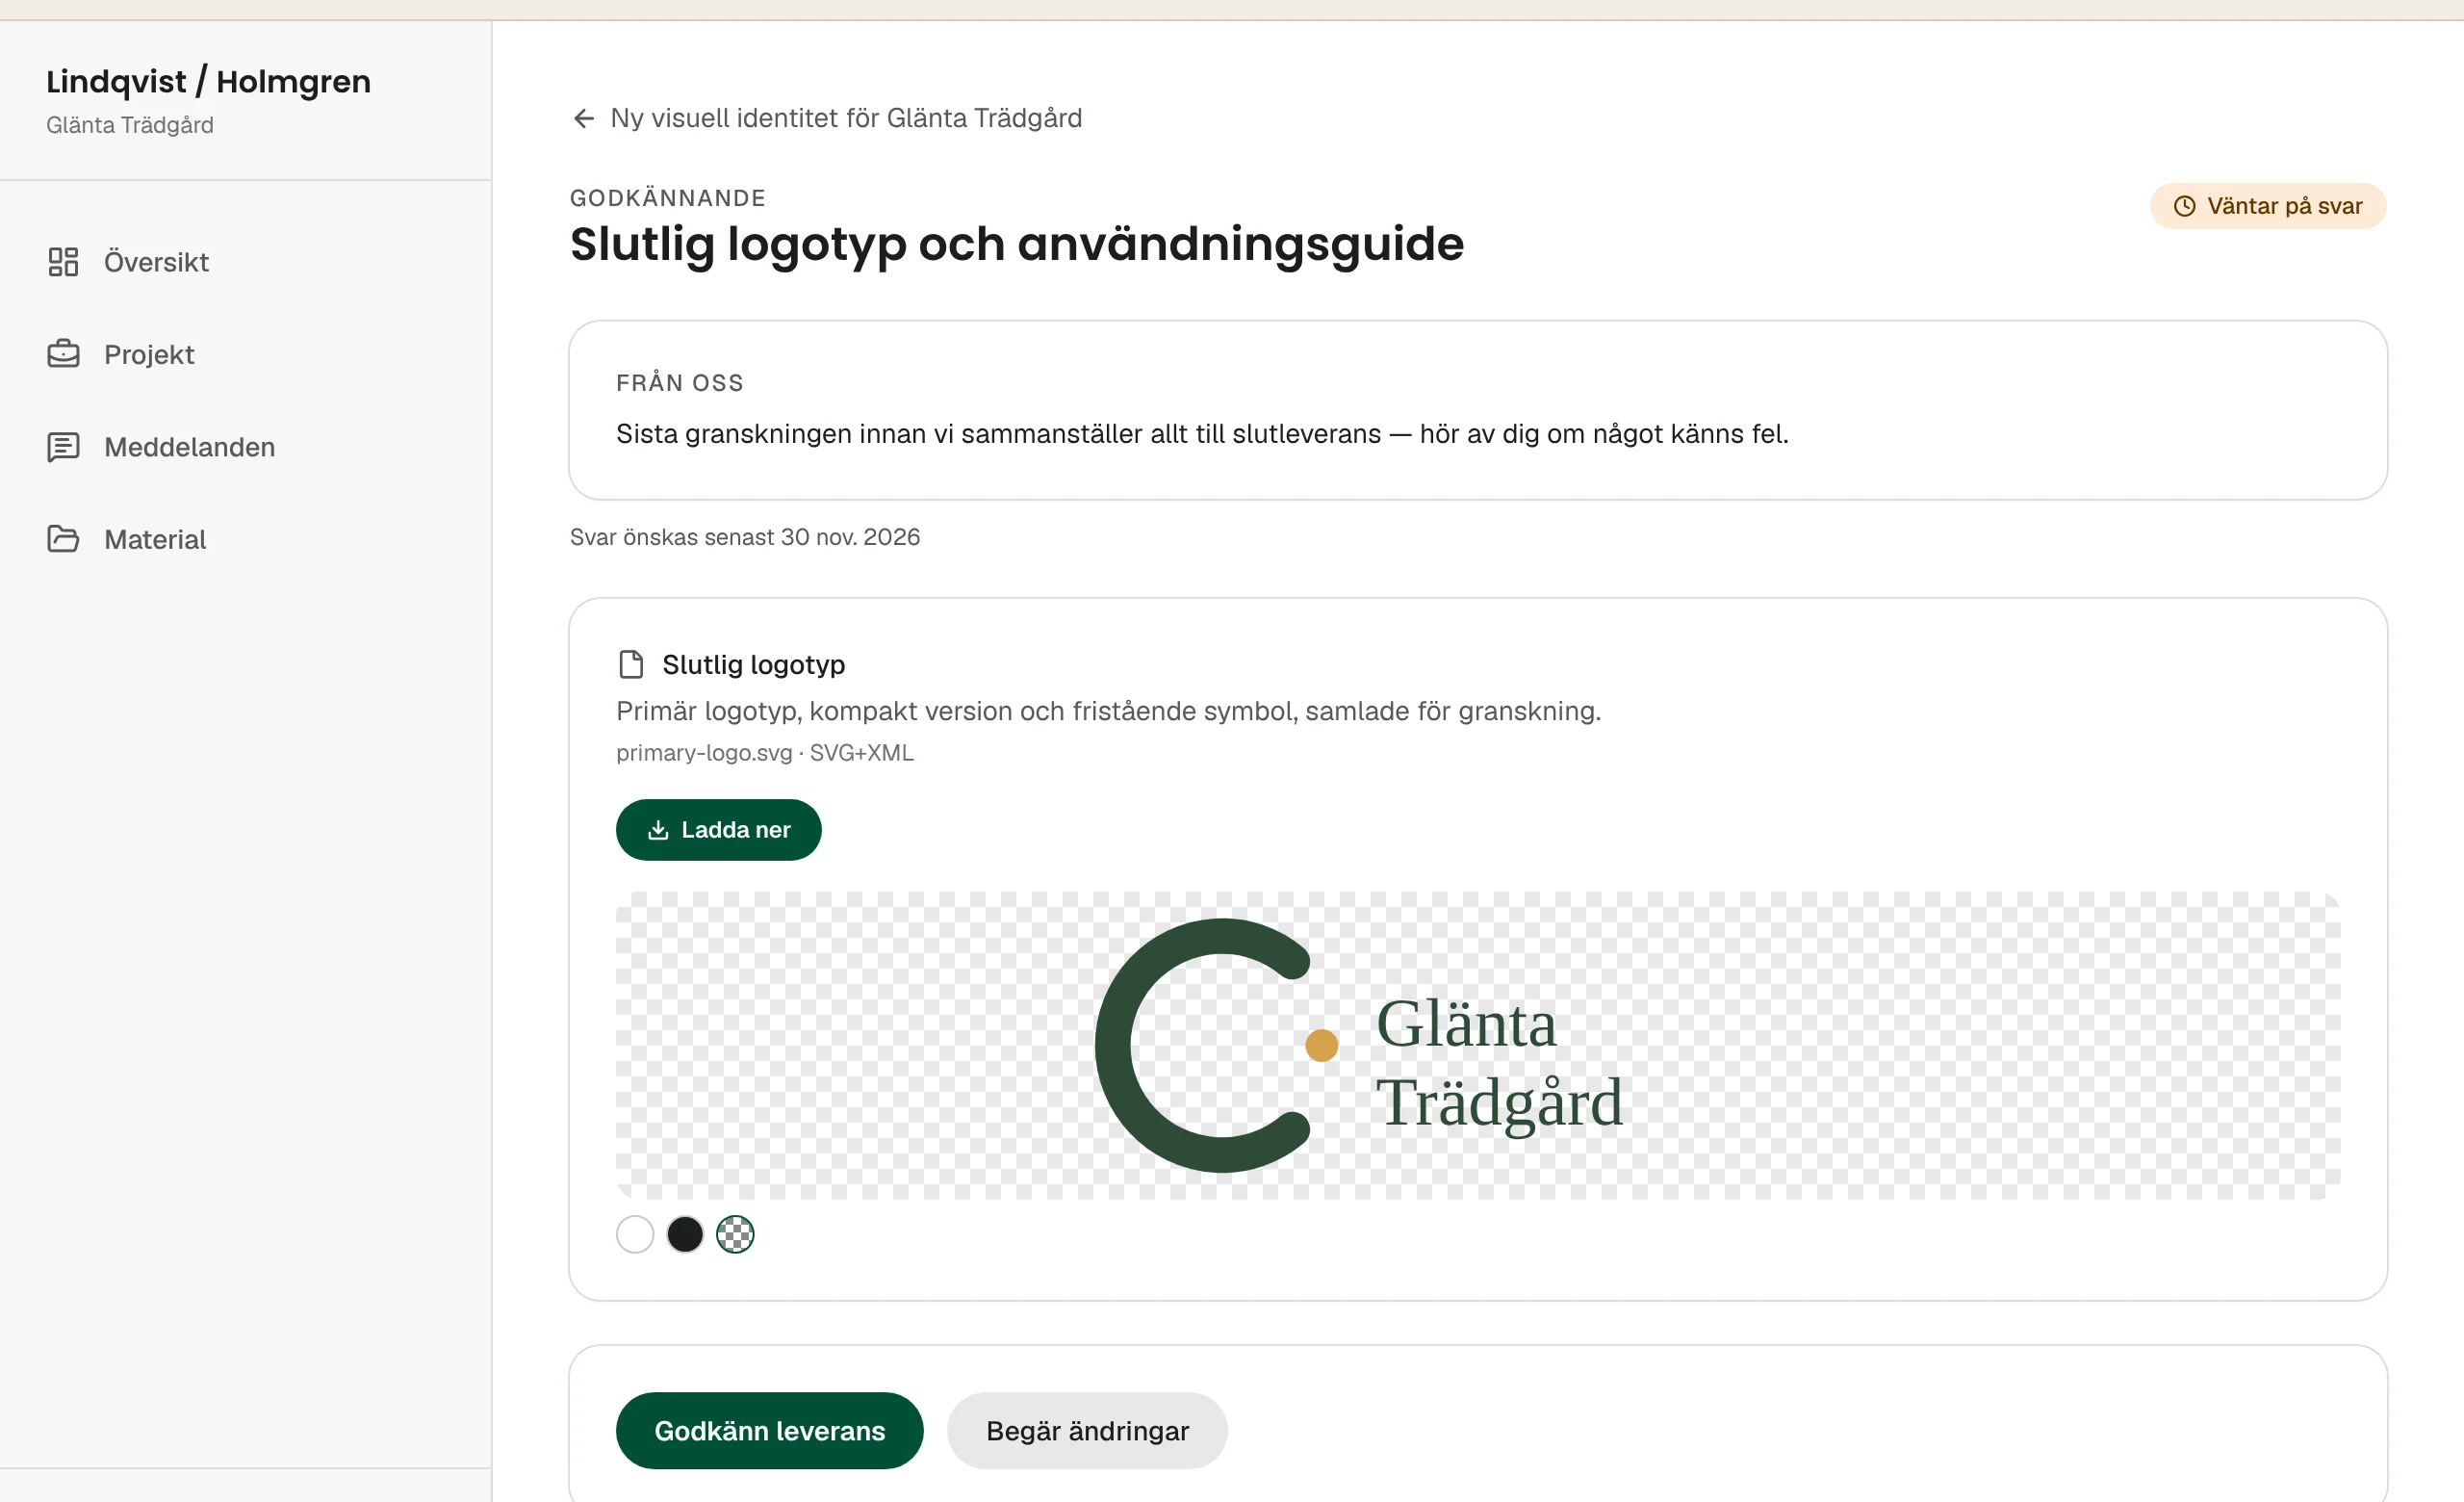 Lindqvist / Holmgren
Glänta Trädgård
Översikt
Projekt
Meddelanden
Material
Ny visuell identitet för Glänta Trädgård
GODKÄNNANDE
Slutlig logotyp och användningsguide
Väntar på svar
FRÅN OSS
Sista granskningen innan vi sammanställer allt till slutleverans — hör av dig om något känns fel.
Svar önskas senast 30 nov. 2026
Slutlig logotyp
Primär logotyp, kompakt version och fristående symbol, samlade för granskning.
primary-logo.svg · SVG+XML
Ladda ner
Glänta
Trädgård
Godkänn leverans
Begär ändringar